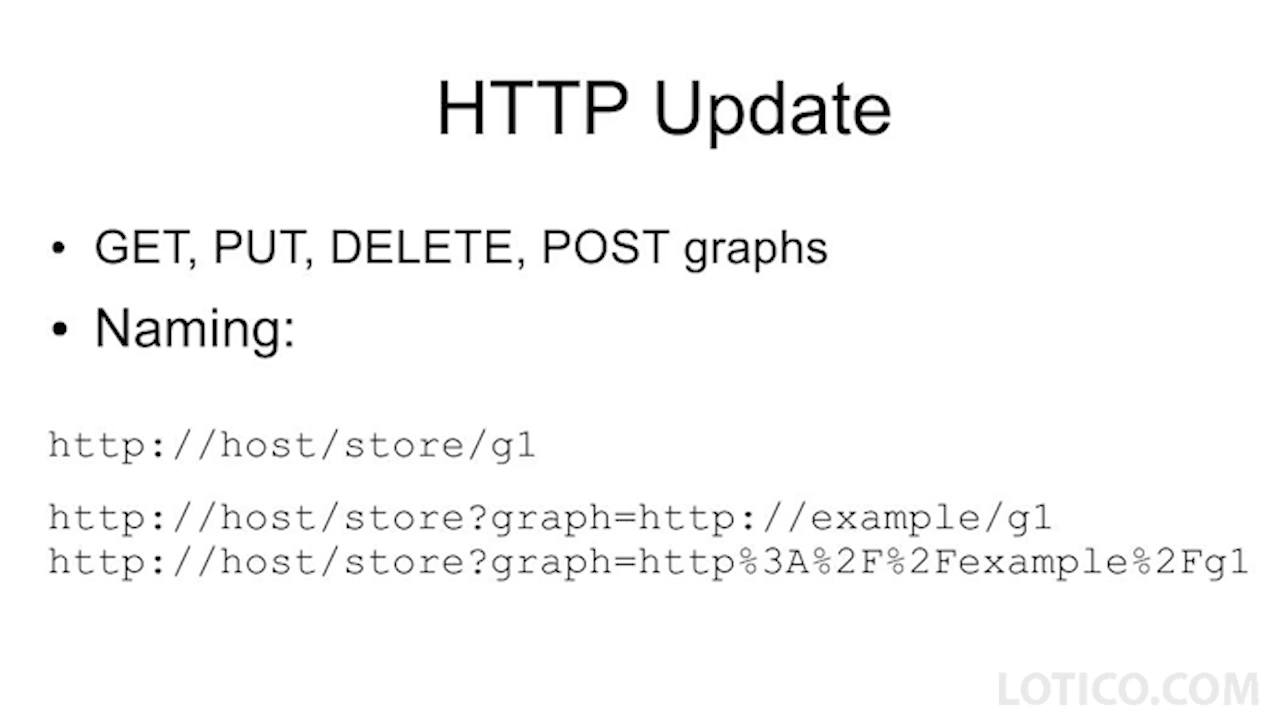 HTTP Update
• GET, PUT, DELETE, POST graphs
• Naming:
http://host/store/g1
http://host/store?graph=http://example/g1
http://host/store?graph=http%3A%2F%2Fexample%2Fg1
LOTICO.COM